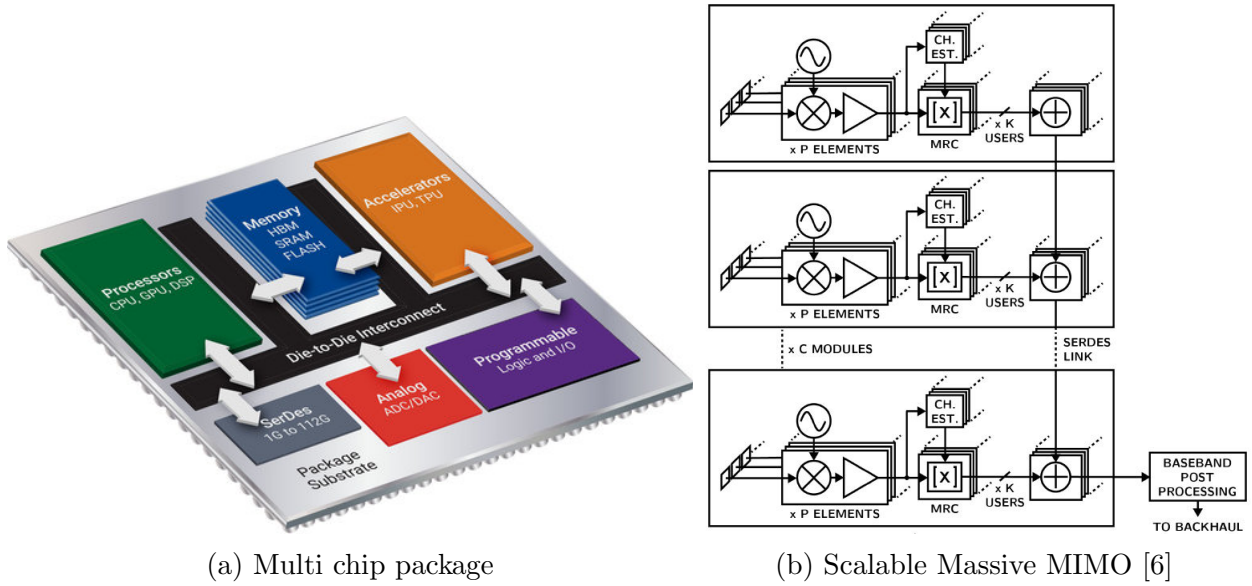 Processors
CPU, GPU, DSP
Memory
HBM
SRAM
FLASH
Accelerators
IPU, TPU
Die-to-Die Interconnect
SerDes
1G to 112G
Analog
ADC/DAC
Programmable
Logic and I/O
Package
Substrate
(a) Multi chip package
CH.
EST.
[X]
x P ELEMENTS
MRC
x K
USERS
CH.
EST.
[X]
x P ELEMENTS
MRC
x K
USERS
x C MODULES
SERDES
LINK
CH.
EST.
[X]
x P ELEMENTS
MRC
x K
USERS
BASEBAND
POST
PROCESSING
TO BACKHAUL
(b) Scalable Massive MIMO [6]